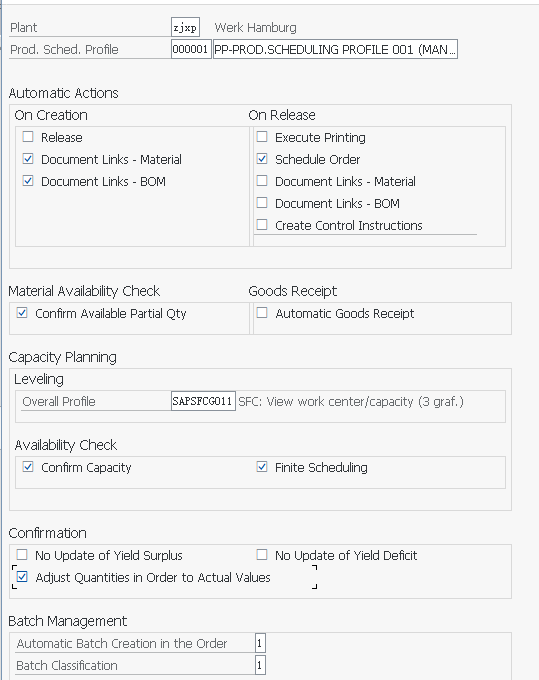 Plant zjxp Werk Hamburg
Prod. Sched. Profile 000001 PP-PROD.SCHEDULING PROFILE 001 (MAN ...
Automatic Actions
On Creation On Release
Release Execute Printing
Document Links - Material Schedule Order
Document Links - BOM Document Links - Material
Document Links - BOM
Create Control Instructions
Material Availability Check Goods Receipt
Confirm Available Partial Qty Automatic Goods Receipt
Capacity Planning
Leveling
Overall Profile SAPSFCG011 SFC: View work center/capacity (3 graf.)
Availability Check
Confirm Capacity Finite Scheduling
Confirmation
No Update of Yield Surplus No Update of Yield Deficit
Adjust Quantities in Order to Actual Values
Batch Management
Automatic Batch Creation in the Order 1
Batch Classification 1